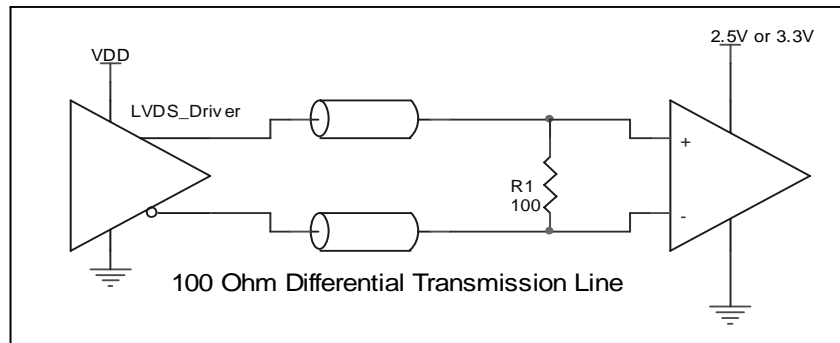 2.5V or 3.3V
VDD
LVDS_Driver
+
R1
100
-
100 Ohm Differential Transmission Line